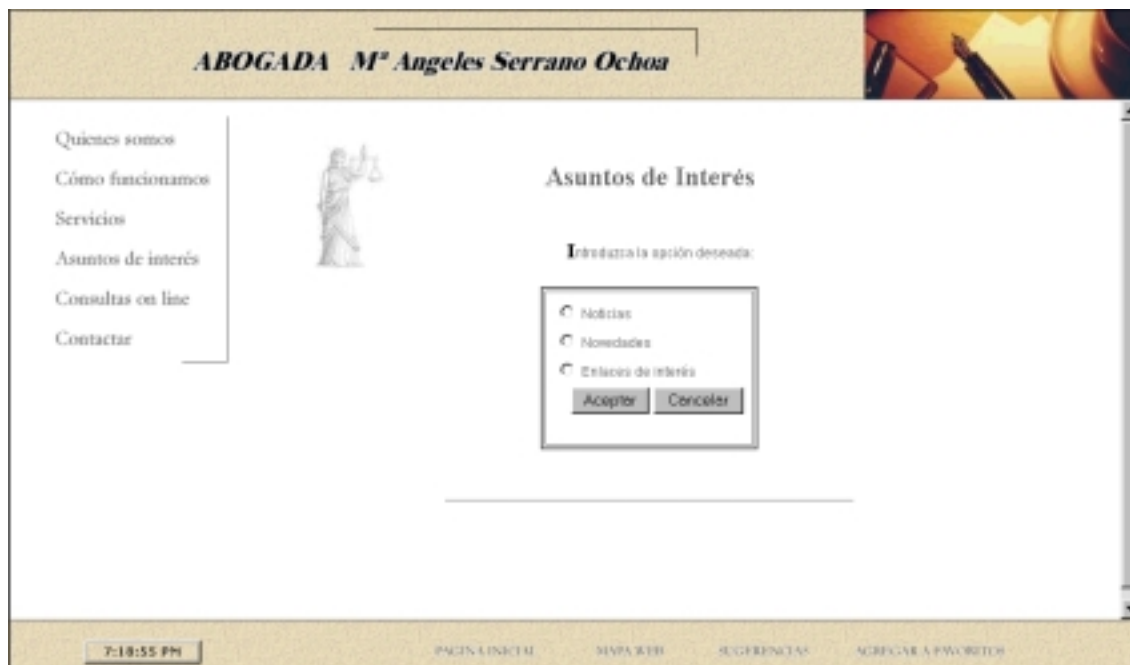 ABOGADA Mª Angeles Serrano Ochoa
Quienes somos
Cómo funcionamos
Servicios
Asuntos de interés
Consultas on line
Contactar
Asuntos de Interés
Introduzca la opción deseada:
Noticias
Novedades
Enlaces de interés
Aceptar Cancelar
7:18:55 PM PAGINA INICIAL MAPA WEB SUGERENCIAS AGREGAR A FAVORITOS